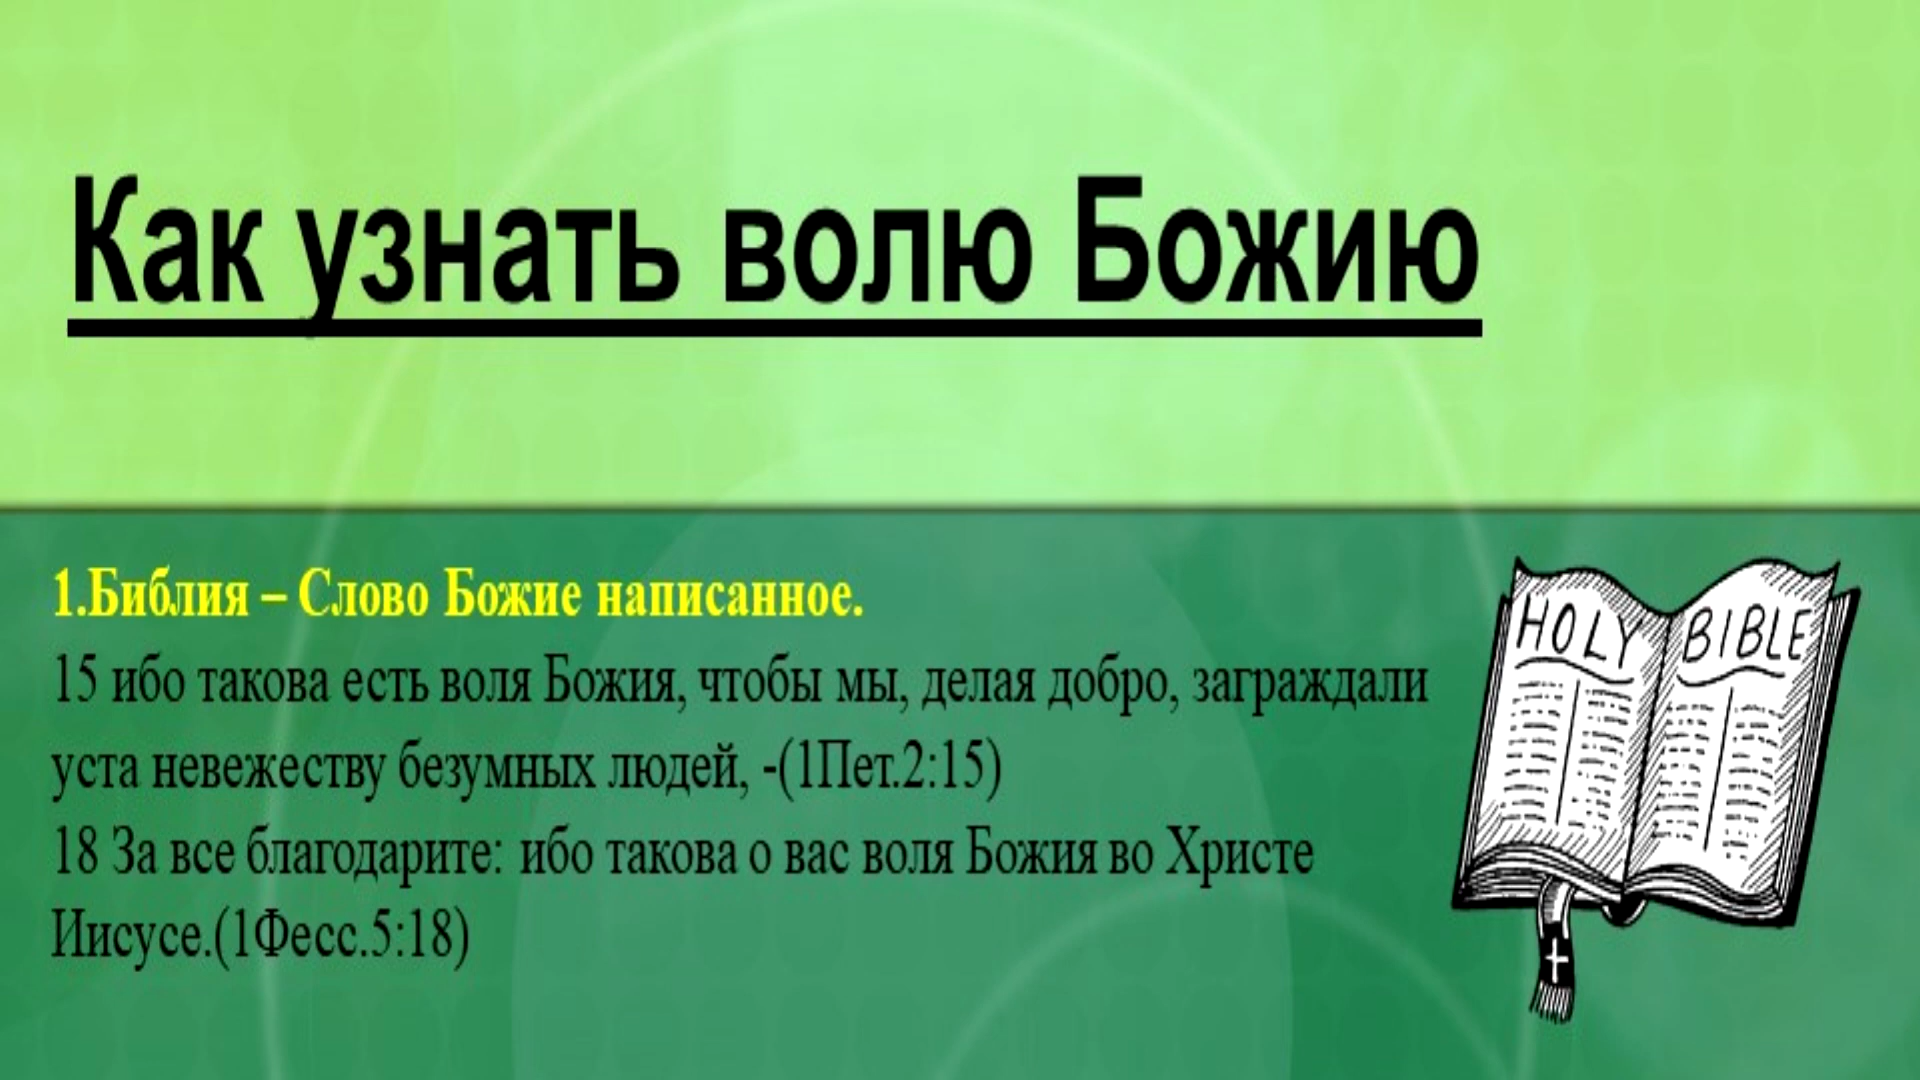 Как узнать волю Божию
1.Библия – Слово Божие написанное.
15 ибо такова есть воля Божия, чтобы мы, делая добро, заграждали
уста невежеству безумных людей, -(1Пет.2:15)
18 За все благодарите: ибо такова о вас воля Божия во Христе
Иисусе.(1Фесс.5:18)
HOLY BIBLE